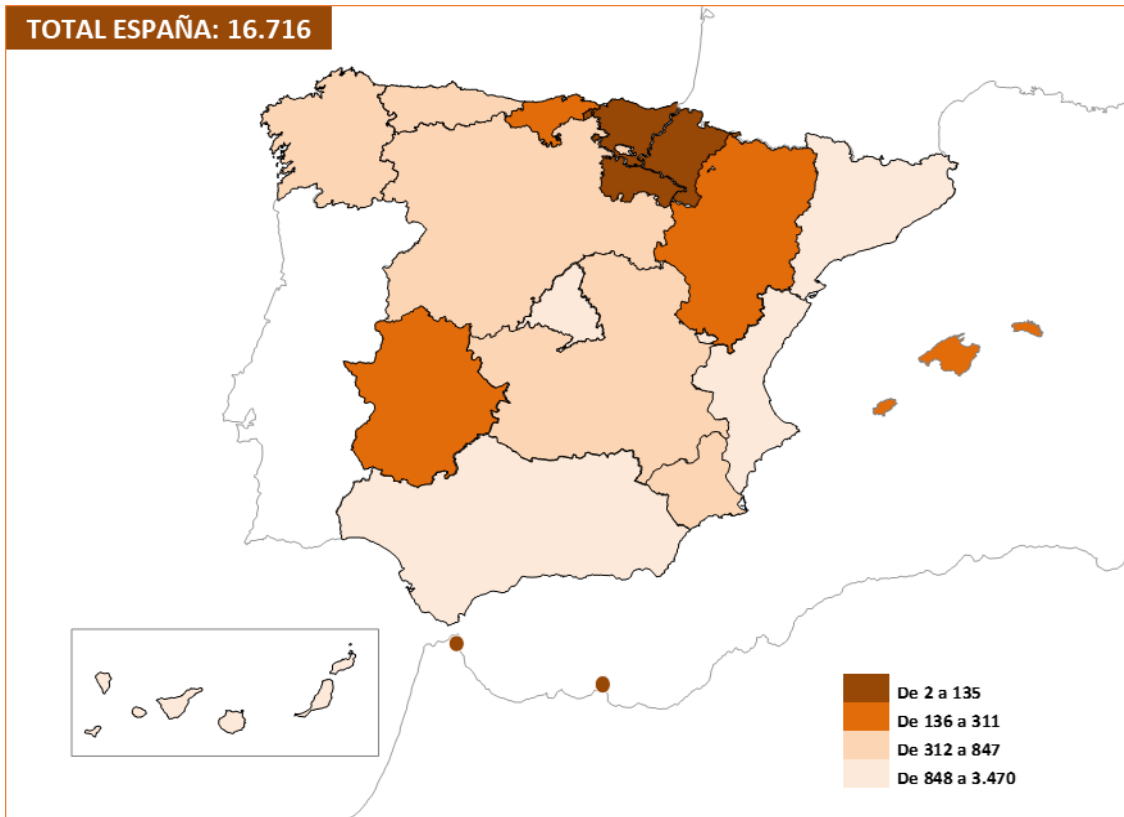 TOTAL ESPAÑA: 16.716
De 2 a 135
De 136 a 311
De 312 a 847
De 848 a 3.470